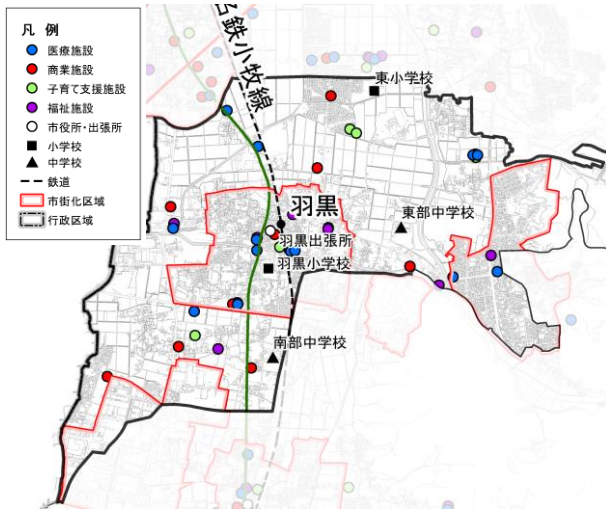 凡 例
医療施設
商業施設
子育て支援施設
福祉施設
市役所・出張所
小学校
中学校
鉄道
市街化区域
行政区域
名鉄小牧線
東小学校
羽黒
東部中学校
羽黒出張所
羽黒小学校
南部中学校